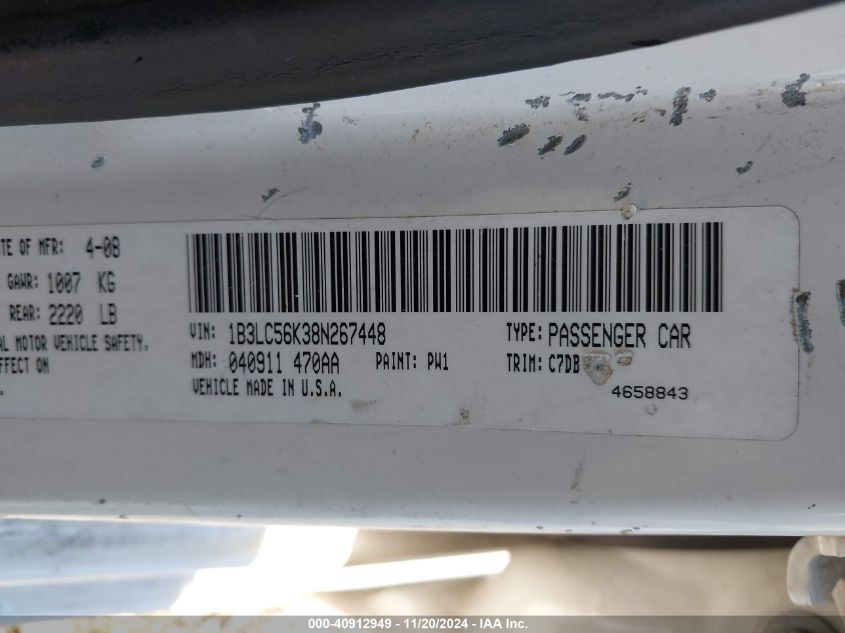 TE OF MFR: 4-08
GAWR: 1007 KG
REAR: 2220 LB
AL MOTOR VEHICLE SAFETY.
FFECT ON
VIN: 1B3LC56K38N267448
TYPE: PASSENGER CAR
MDH: 040911 470AA
PAINT: PW1
TRIM: C7DB
VEHICLE MADE IN U.S.A.
4658843
000-40912949 - 11/20/2024 - IAA Inc.